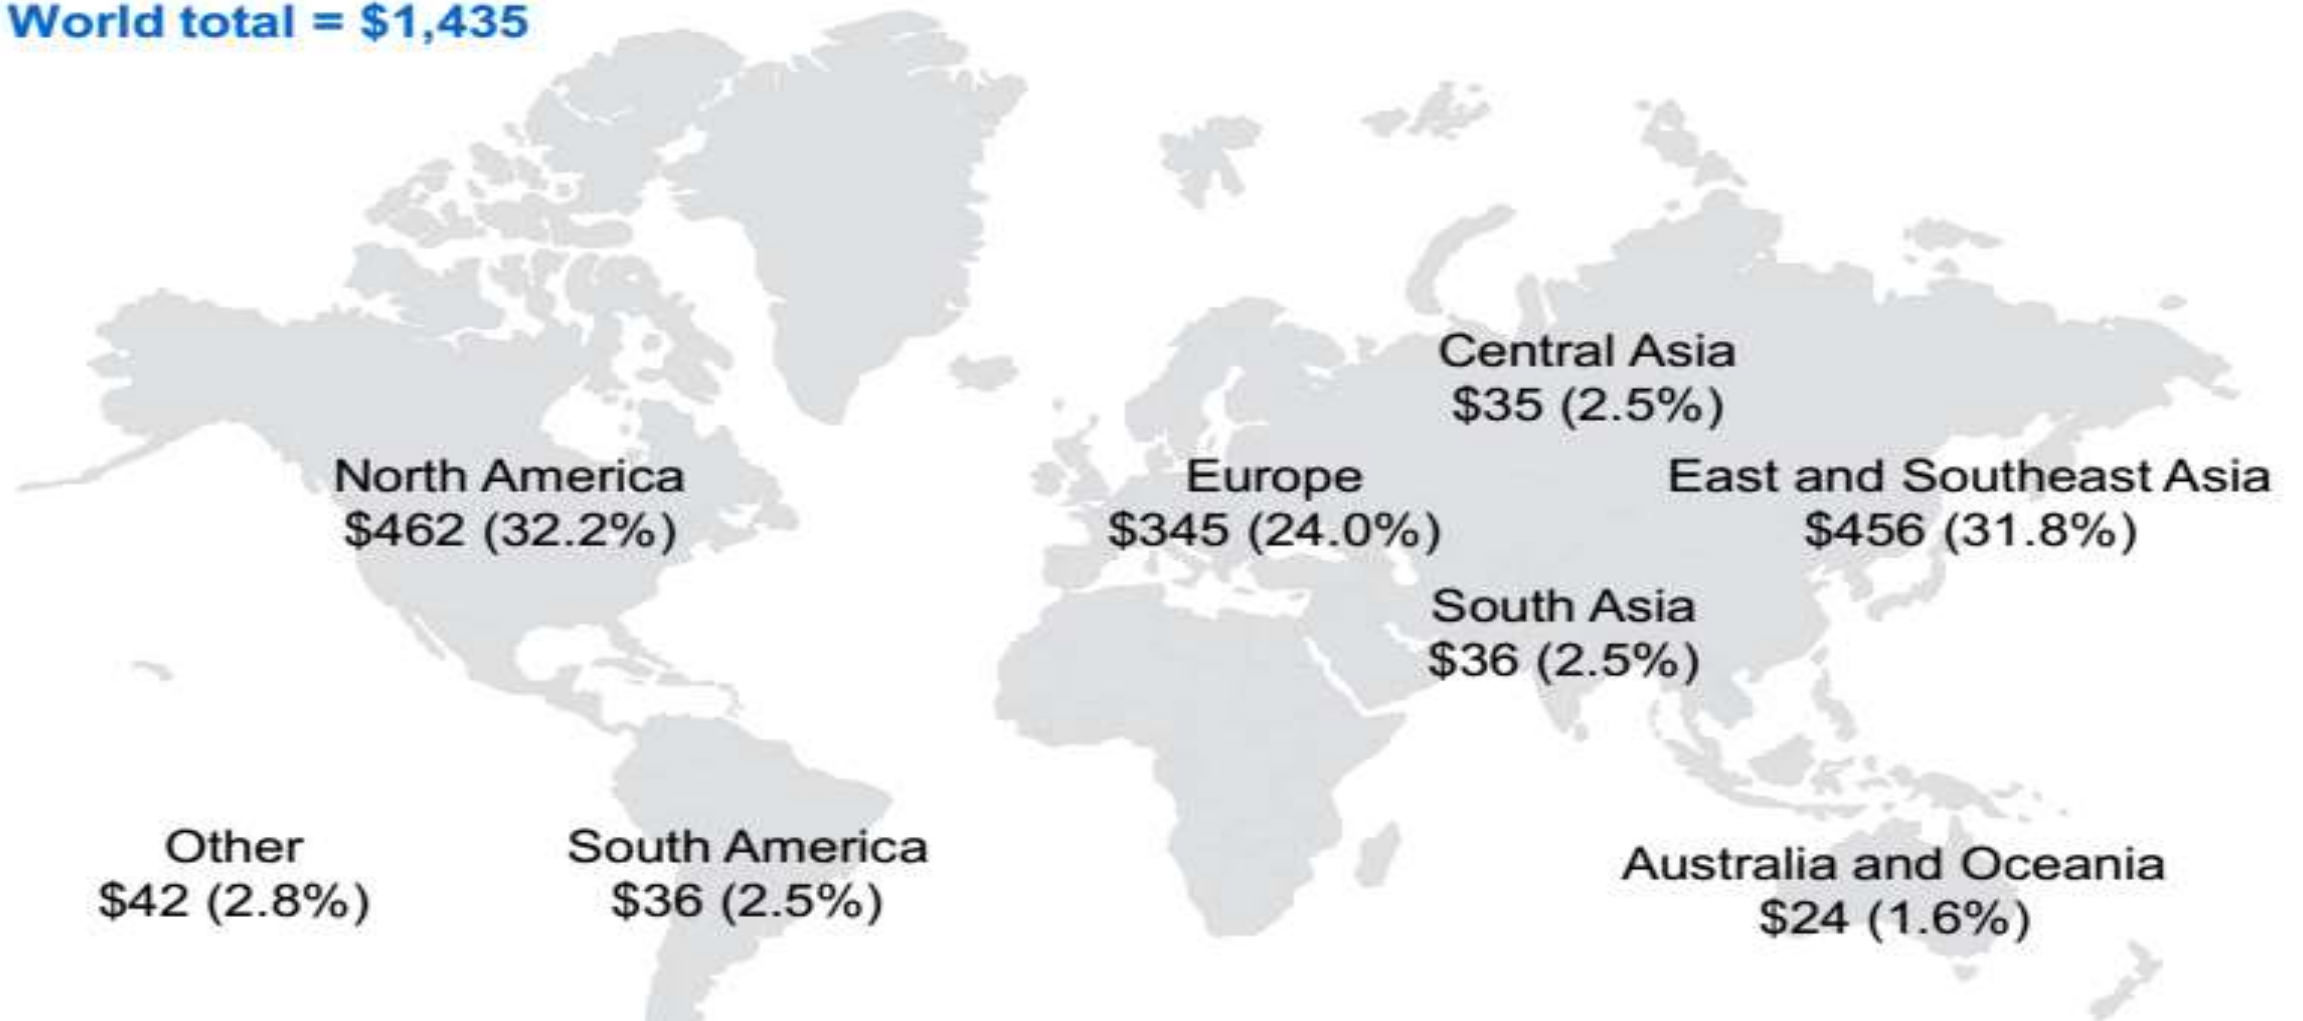 World total = $1,435
Central Asia
$35 (2.5%)
North America
$462 (32.2%)
Europe
$345 (24.0%)
East and Southeast Asia
$456 (31.8%)
South Asia
$36 (2.5%)
Other
$42 (2.8%)
South America
$36 (2.5%)
Australia and Oceania
$24 (1.6%)